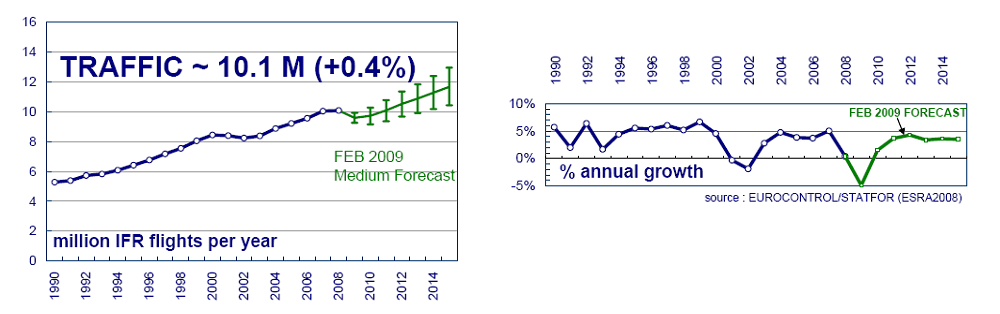 16
14
12
10
8
6
4
2
0
TRAFFIC ~ 10.1 M (+0.4%)
FEB 2009
Medium Forecast
million IFR flights per year
1990 1992 1994 1996 1998 2000 2002 2004 2006 2008 2010 2012 2014
1990 1992 1994 1996 1998 2000 2002 2004 2006 2008 2010 2012 2014
10%
5%
0%
-5%
FEB 2009 FORECAST
% annual growth
source : EUROCONTROL/STATFOR (ESRA2008)